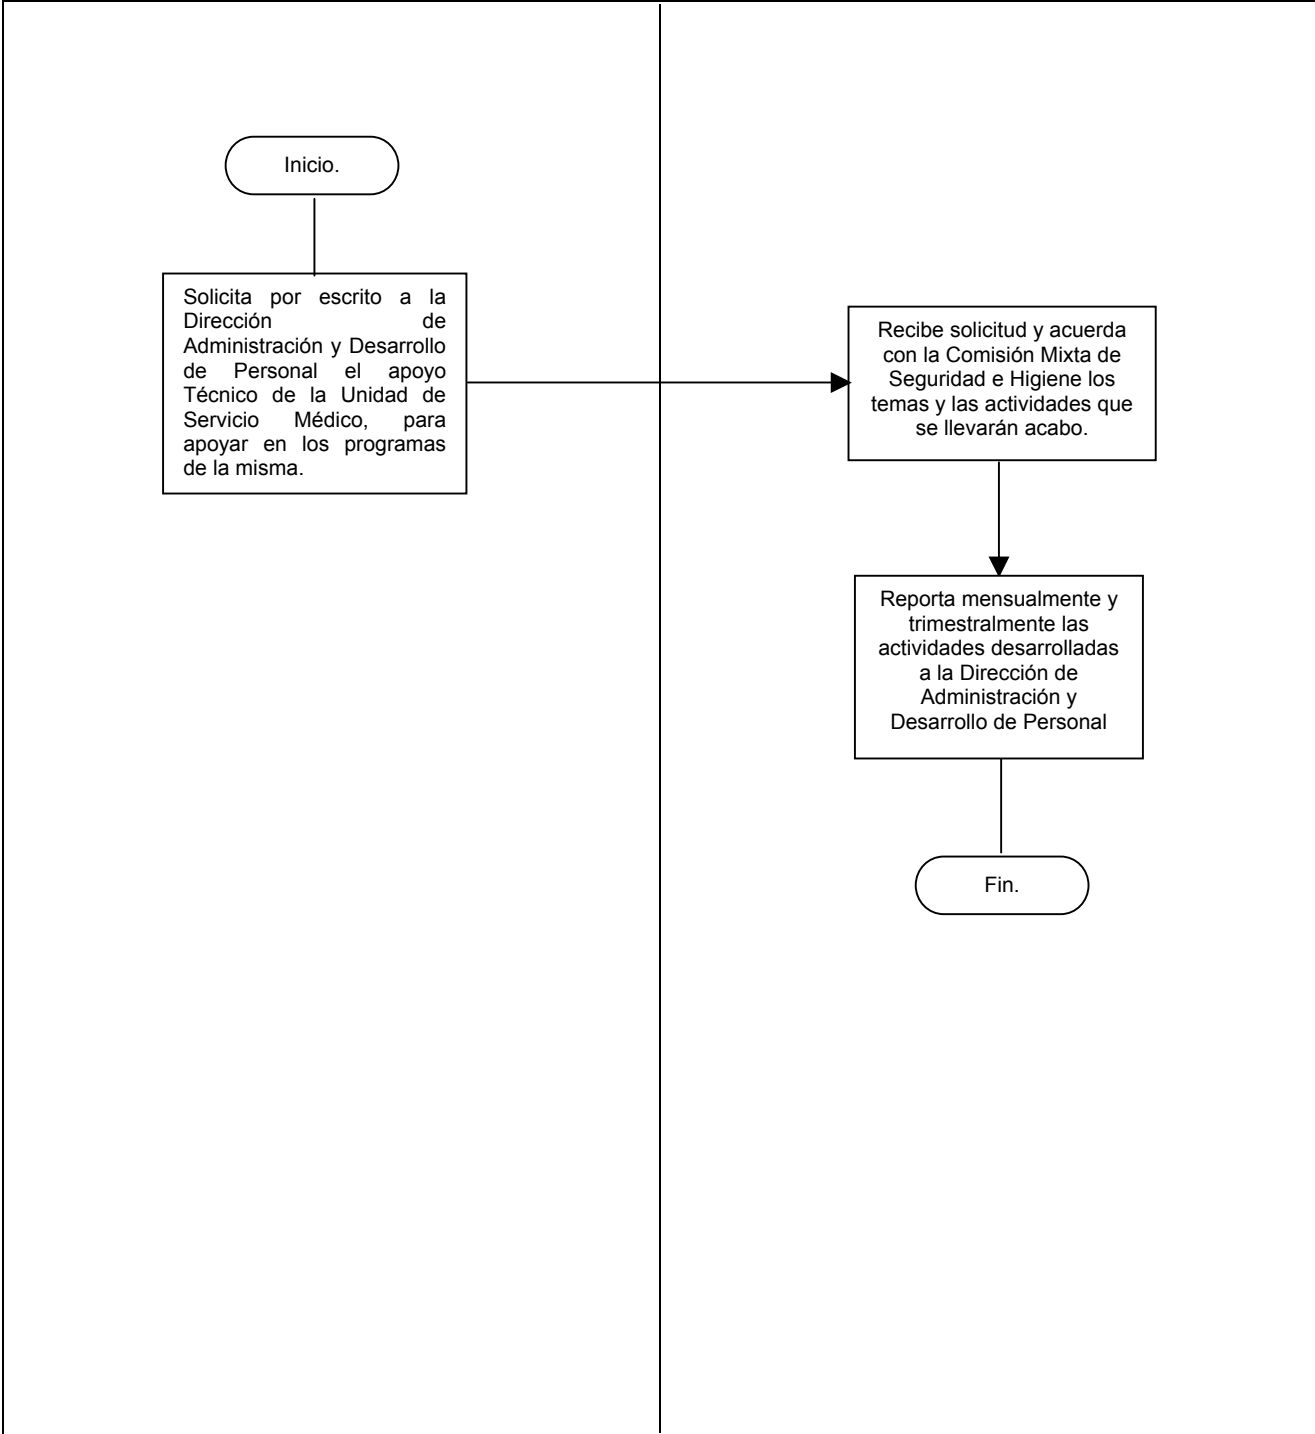 Inicio.
Solicita por escrito a la
Dirección de
Administración y Desarrollo
de Personal el apoyo
Técnico de la Unidad de
Servicio Médico, para
apoyar en los programas
de la misma.
Recibe solicitud y acuerda
con la Comisión Mixta de
Seguridad e Higiene los
temas y las actividades que
se llevarán acabo.
Reporta mensualmente y
trimestralmente las
actividades desarrolladas
a la Dirección de
Administración y
Desarrollo de Personal
Fin.